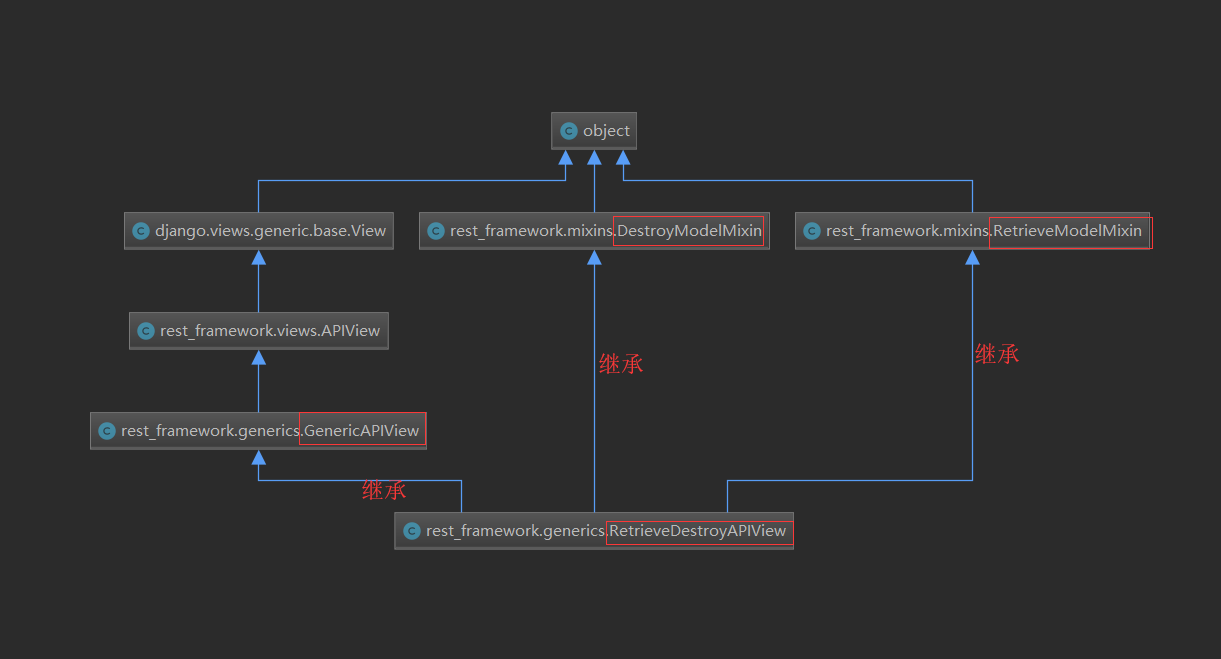 C object
C django.views.generic.base.View
C rest_framework.mixins.DestroyModelMixin
C rest_framework.mixins.RetrieveModelMixin
C rest_framework.views.APIView
继承
继承
C rest_framework.generics.GenericAPIView
继承
C rest_framework.generics.RetrieveDestroyAPIView